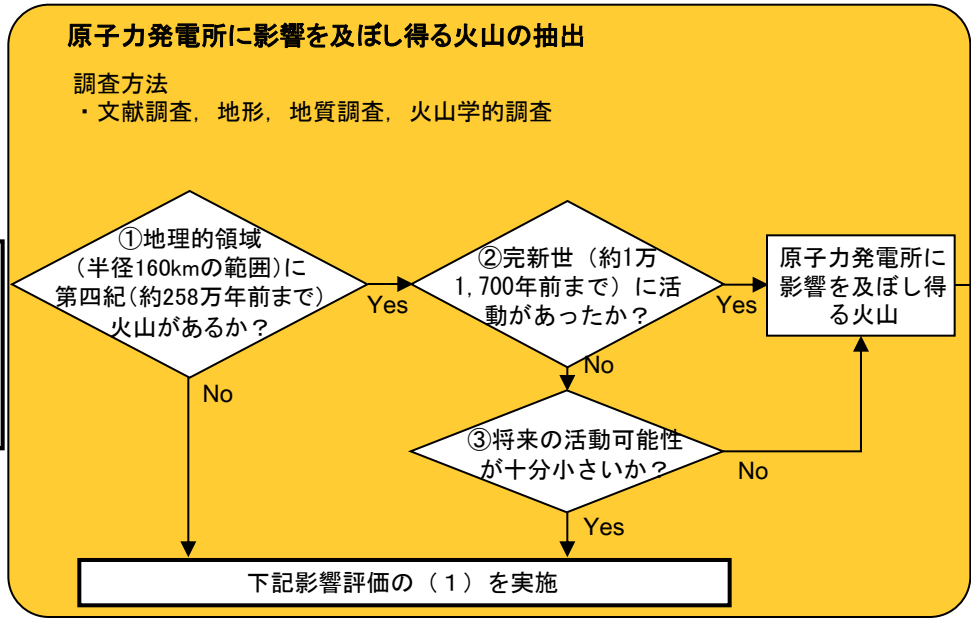 原子力発電所に影響を及ぼし得る火山の抽出
調査方法
・文献調査, 地形, 地質調査, 火山学的調査
①地理的領域
(半径160kmの範囲)に
第四紀(約258万年前まで)
火山があるか?
Yes
No
②完新世(約1万
1,700年前まで)に活
動があったか?
Yes
No
原子力発電所に
影響を及ぼし得
る火山
③将来の活動可能性
が十分小さいか?
No
Yes
下記影響評価の(1)を実施